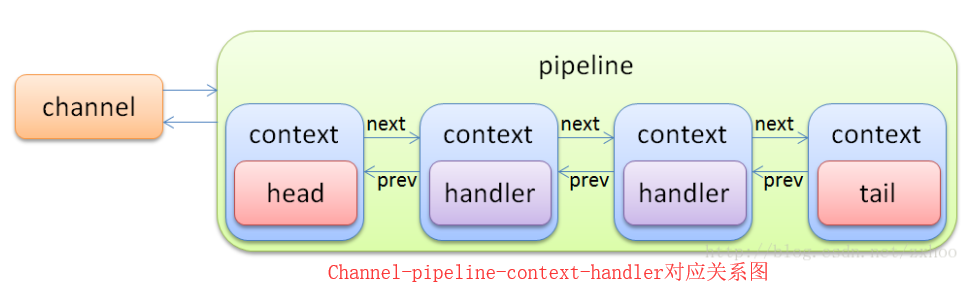 pipeline
channel
context
next
context
next
context
next
context
head
prev
handler
prev
handler
prev
tail
http://blog.csdn.net/zxhoo
Channel-pipeline-context-handler对应关系图